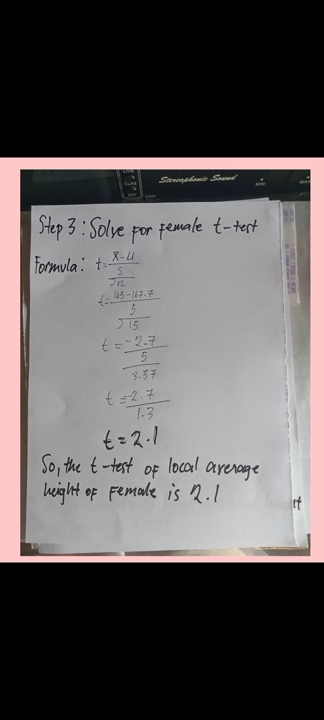 Stereophonic Sound
Step 3: Solve for female t-test
Formula: t= x̄-μ
s
√n
t= 165-167.7
5
√15
t = -2.7
5
3.57
t = -2.7
1.3
t = 2.1
So, the t-test of local average
height of Female is 2.1